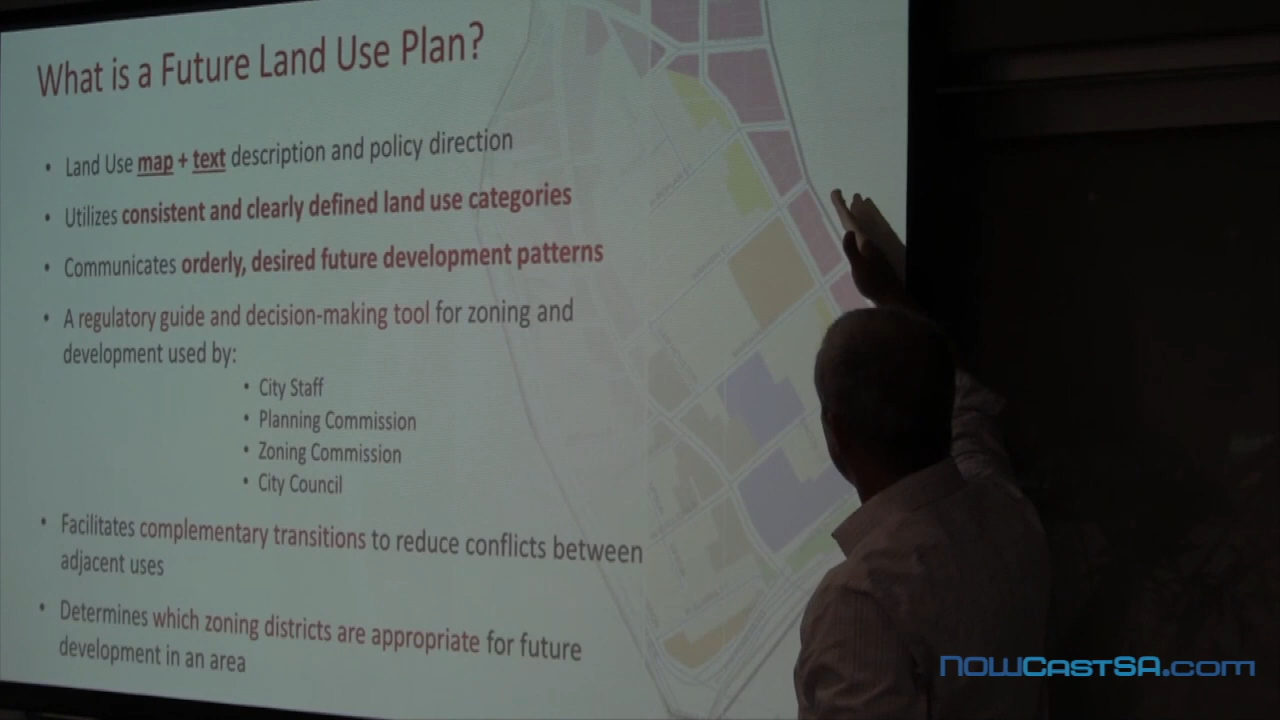 What is a Future Land Use Plan?
• Land Use map + text description and policy direction
• Utilizes consistent and clearly defined land use categories
• Communicates orderly, desired future development patterns
• A regulatory guide and decision-making tool for zoning and
development used by:
• City Staff
• Planning Commission
• Zoning Commission
• City Council
• Facilitates complementary transitions to reduce conflicts between
adjacent uses
• Determines which zoning districts are appropriate for future
development in an area
NOWCASTSA.com